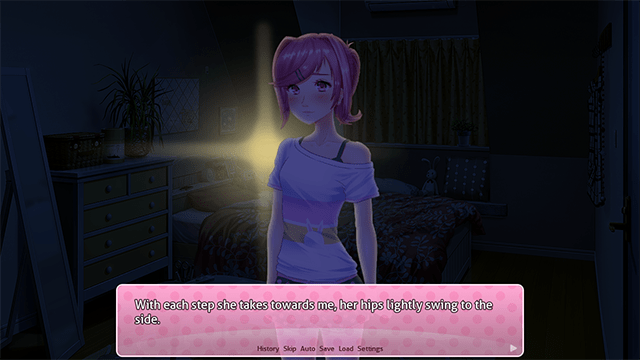 With each step she takes towards me, her hips lightly swing to the
side.
History Skip Auto Save Load Settings